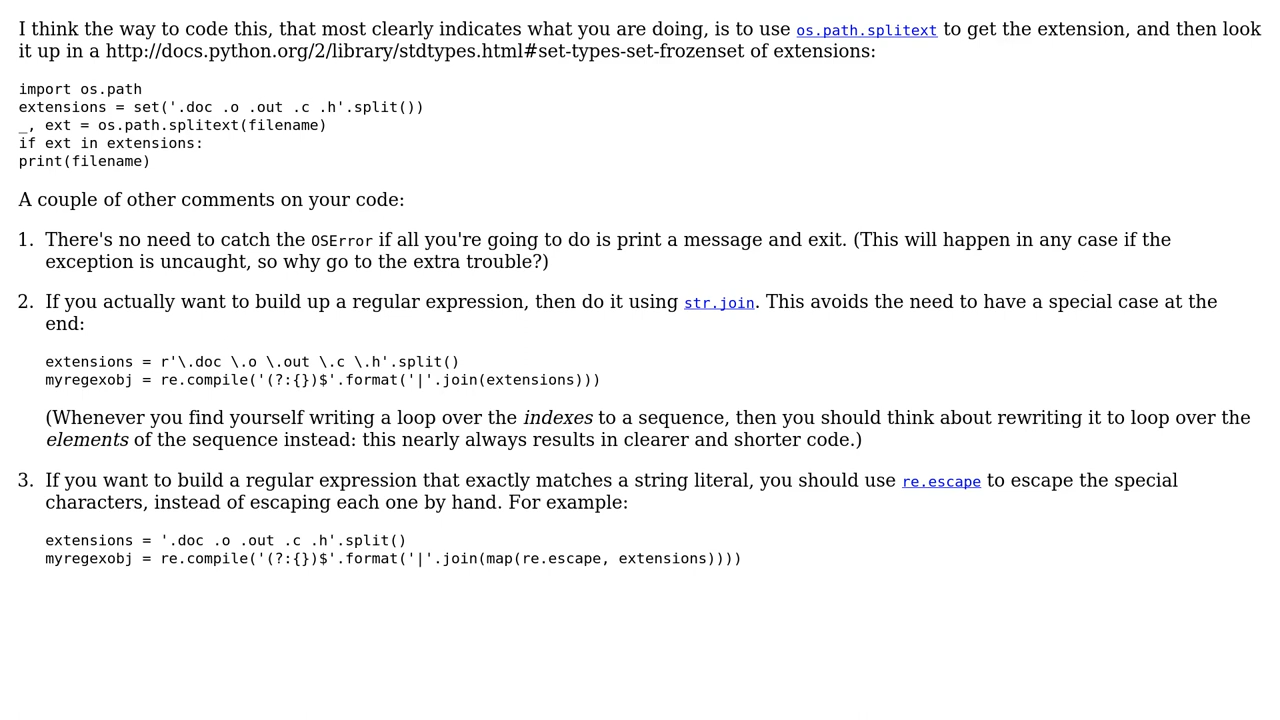 I think the way to code this, that most clearly indicates what you are doing, is to use os.path.splitext to get the extension, and then look
it up in a http://docs.python.org/2/library/stdtypes.html#set-types-set-frozenset of extensions:
import os.path
extensions = set('.doc .o .out .c .h'.split())
_, ext = os.path.splitext(filename)
if ext in extensions:
print(filename)
A couple of other comments on your code:
1. There's no need to catch the OSError if all you're going to do is print a message and exit. (This will happen in any case if the
exception is uncaught, so why go to the extra trouble?)
2. If you actually want to build up a regular expression, then do it using str.join. This avoids the need to have a special case at the
end:
extensions = r'\.doc \.o \.out \.c \.h'.split()
myregexobj = re.compile('(?:{})$'.format('|'.join(extensions)))
(Whenever you find yourself writing a loop over the indexes to a sequence, then you should think about rewriting it to loop over the
elements of the sequence instead: this nearly always results in clearer and shorter code.)
3. If you want to build a regular expression that exactly matches a string literal, you should use re.escape to escape the special
characters, instead of escaping each one by hand. For example:
extensions = '.doc .o .out .c .h'.split()
myregexobj = re.compile('(?:{})$'.format('|'.join(map(re.escape, extensions))))